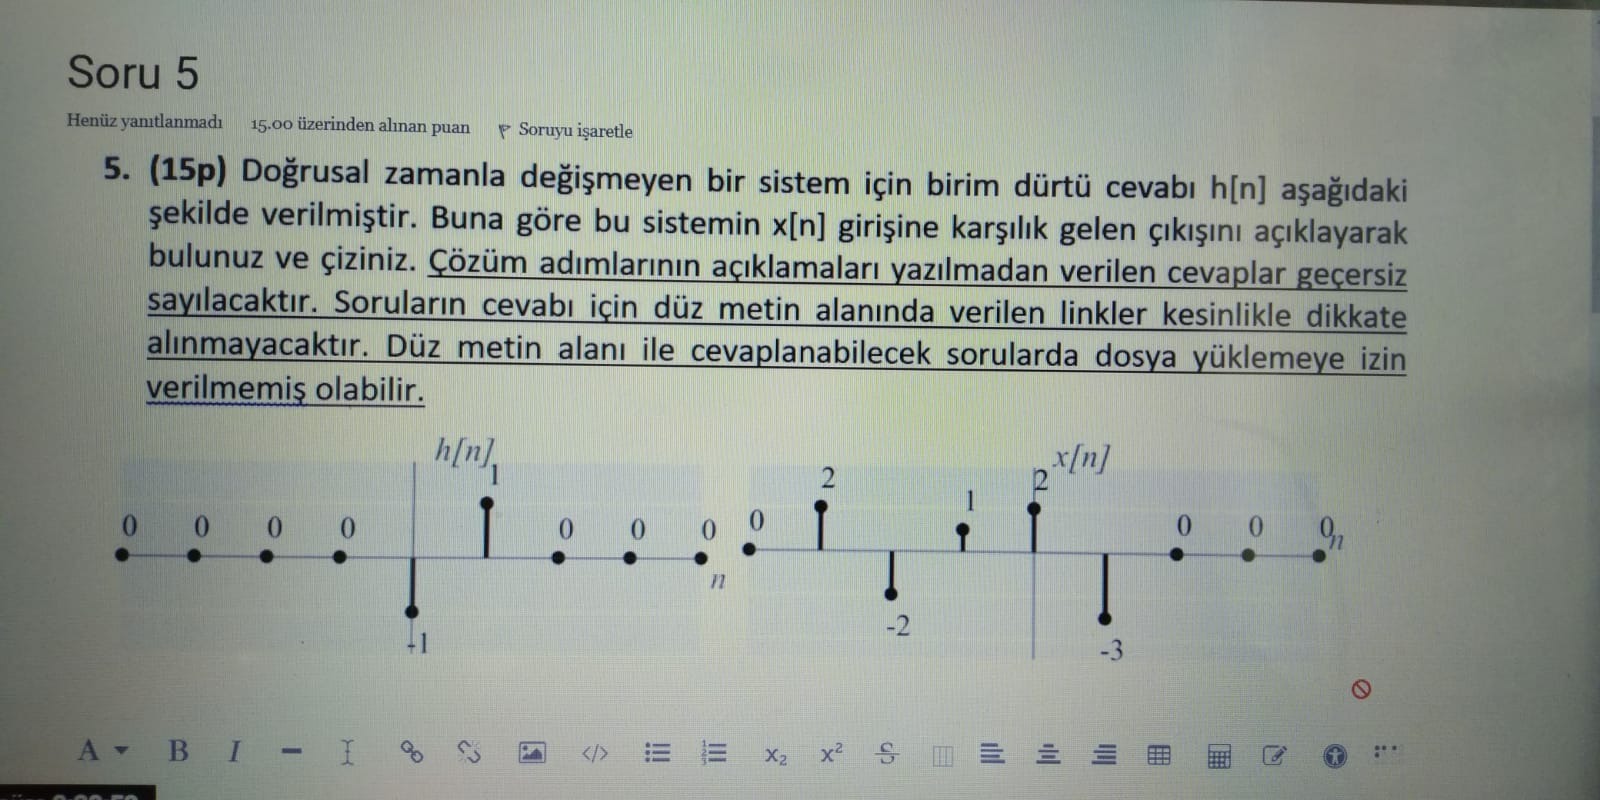 Soru 5
Henüz yanıtlanmadı 15.00 üzerinden alınan puan Soruyu işaretle
5. (15p) Doğrusal zamanla değişmeyen bir sistem için birim dürtü cevabı h[n] aşağıdaki
şekilde verilmiştir. Buna göre bu sistemin x[n] girişine karşılık gelen çıkışını açıklayarak
bulunuz ve çiziniz. Çözüm adımlarının açıklamaları yazılmadan verilen cevaplar geçersiz
sayılacaktır. Soruların cevabı için düz metin alanında verilen linkler kesinlikle dikkate
alınmayacaktır. Düz metin alanı ile cevaplanabilecek sorularda dosya yüklemeye izin
verilmemiş olabilir.
h[n] x[n]
1 2 1 2
0 0 0 0 0 0 0 0 0 0 0
n n
-1 -2 -3
A B I </> X₂ x² S